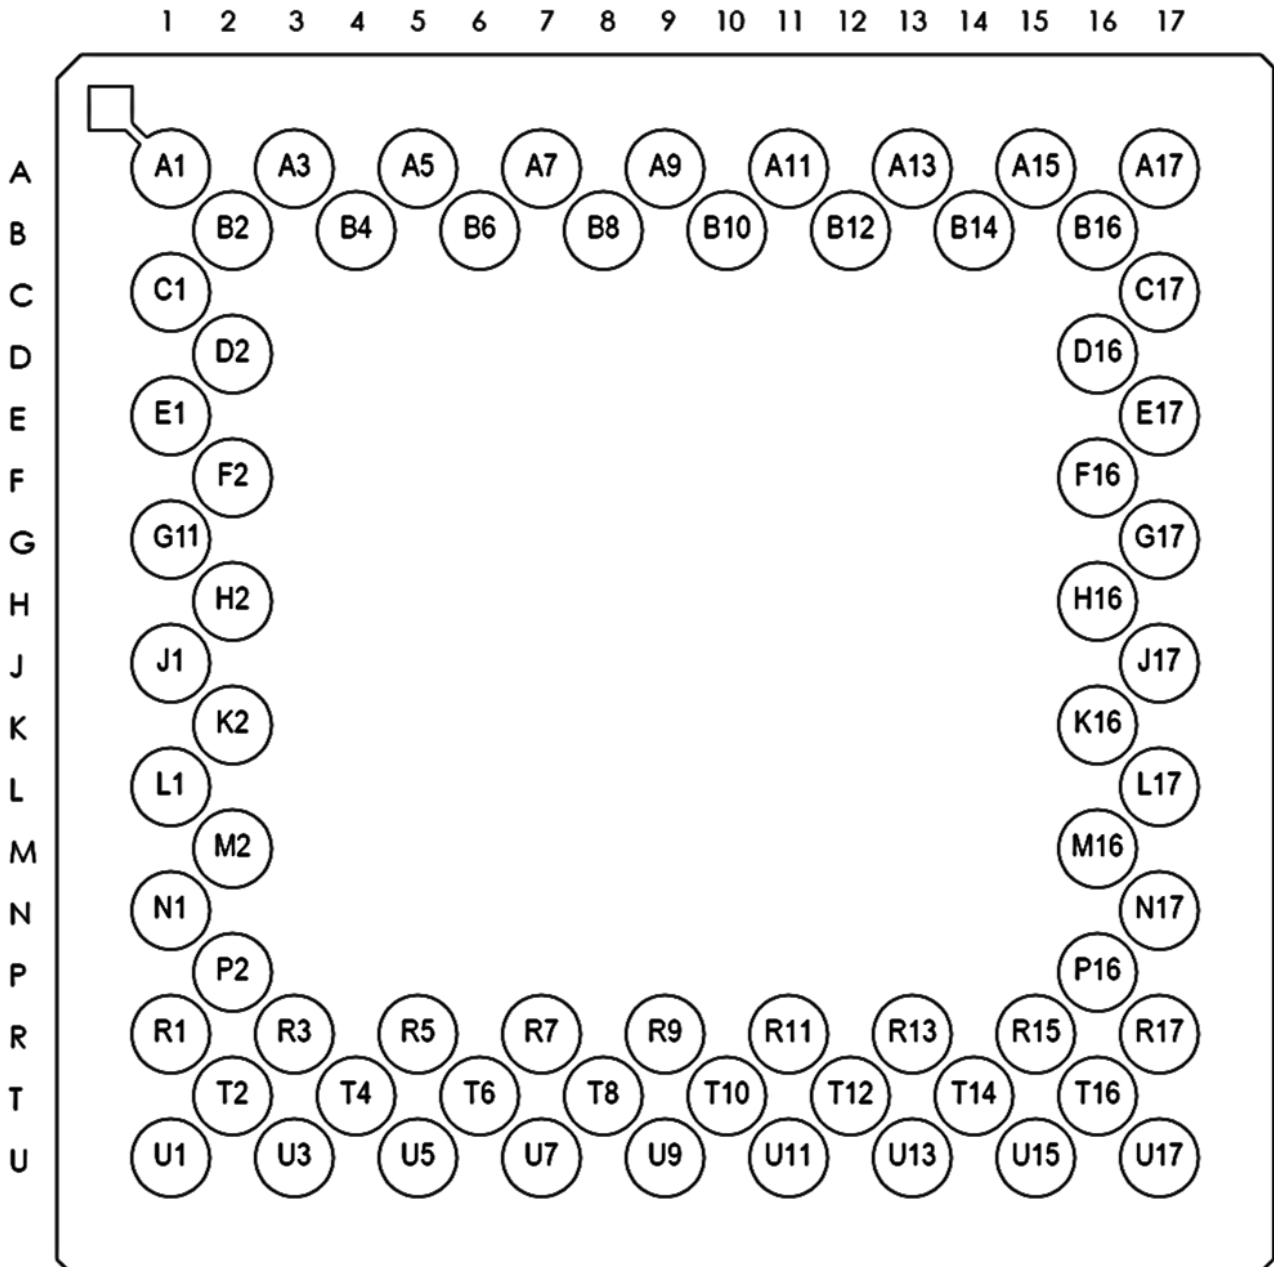 1 2 3 4 5 6 7 8 9 10 11 12 13 14 15 16 17
A A1 A3 A5 A7 A9 A11 A13 A15 A17
B B2 B4 B6 B8 B10 B12 B14 B16
C C1 C17
D D2 D16
E E1 E17
F F2 F16
G G11 G17
H H2 H16
J J1 J17
K K2 K16
L L1 L17
M M2 M16
N N1 N17
P P2 P16
R R1 R3 R5 R7 R9 R11 R13 R15 R17
T T2 T4 T6 T8 T10 T12 T14 T16
U U1 U3 U5 U7 U9 U11 U13 U15 U17